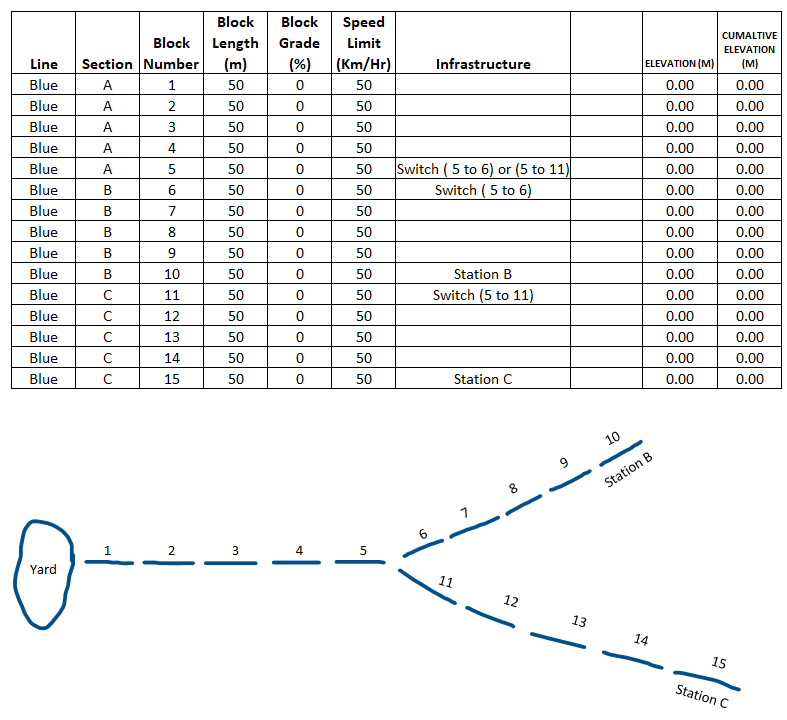 Line Section Block Number Block Length (m) Block Grade (%) Speed Limit (Km/Hr) Infrastructure ELEVATION (M) CUMALTIVE ELEVATION (M)
Blue A 1 50 0 50 0.00 0.00
Blue A 2 50 0 50 0.00 0.00
Blue A 3 50 0 50 0.00 0.00
Blue A 4 50 0 50 0.00 0.00
Blue A 5 50 0 50 Switch ( 5 to 6) or (5 to 11) 0.00 0.00
Blue B 6 50 0 50 Switch ( 5 to 6) 0.00 0.00
Blue B 7 50 0 50 0.00 0.00
Blue B 8 50 0 50 0.00 0.00
Blue B 9 50 0 50 0.00 0.00
Blue B 10 50 0 50 Station B 0.00 0.00
Blue C 11 50 0 50 Switch (5 to 11) 0.00 0.00
Blue C 12 50 0 50 0.00 0.00
Blue C 13 50 0 50 0.00 0.00
Blue C 14 50 0 50 0.00 0.00
Blue C 15 50 0 50 Station C 0.00 0.00
Yard
1 2 3 4 5
6 7 8 9 10
Station B
11 12 13 14 15
Station C